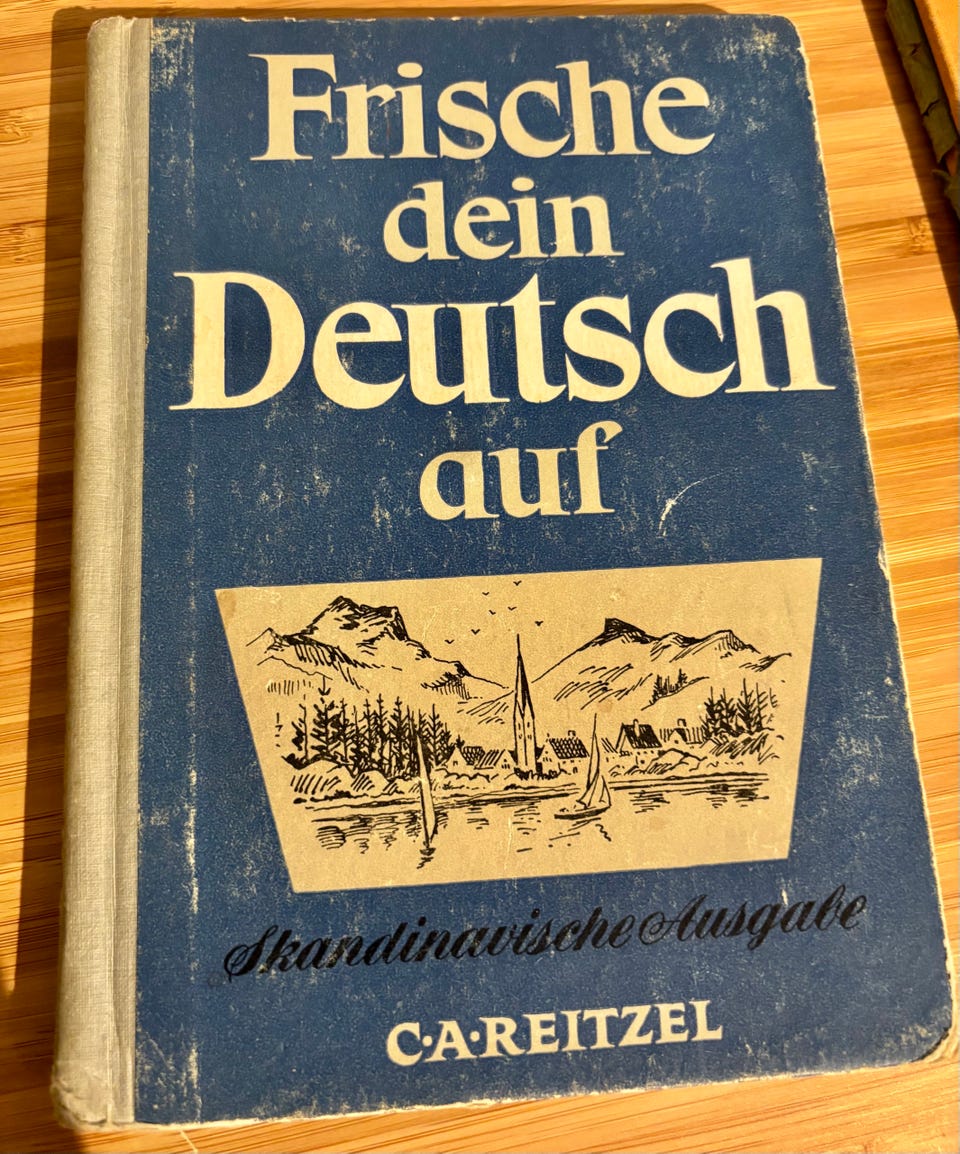 Frische
dein
Deutsch
auf
Skandinavische Ausgabe
C·A·REITZEL